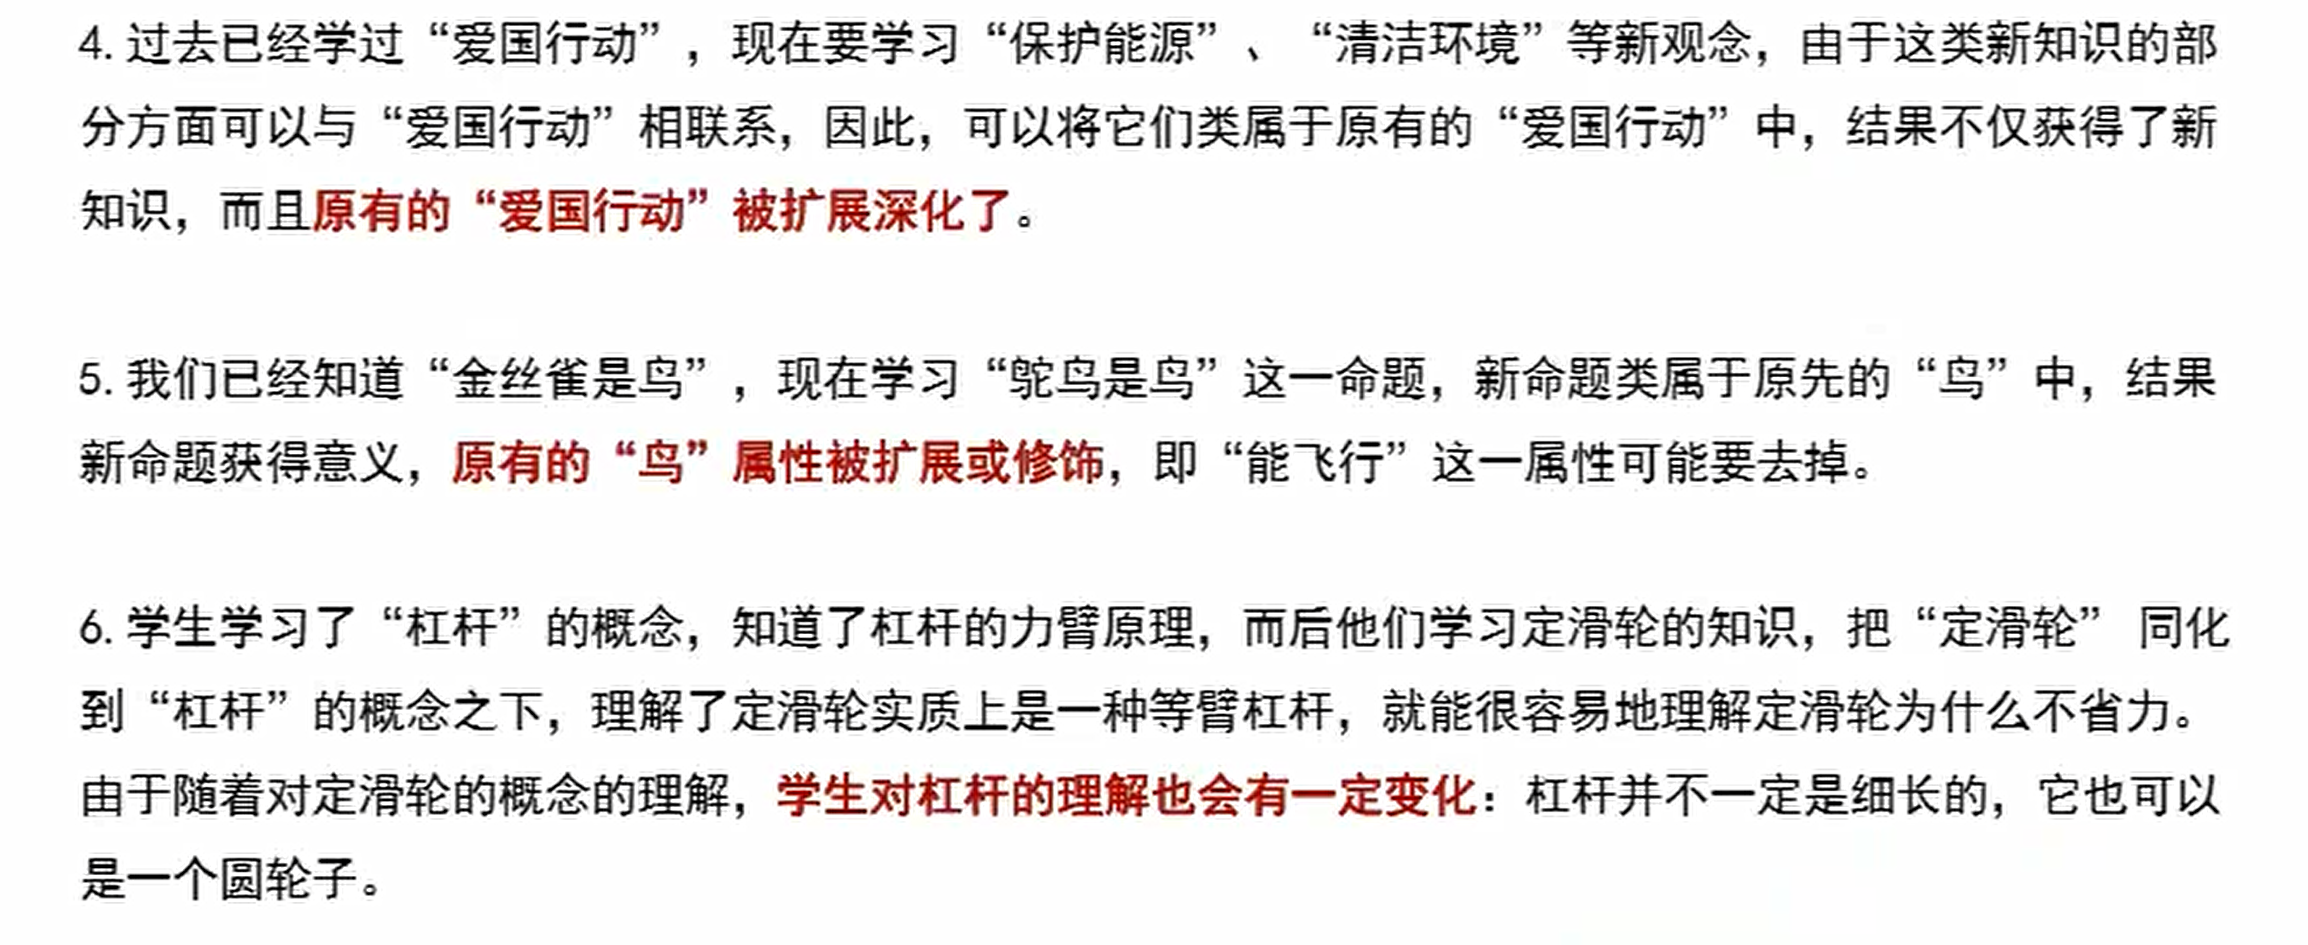 4. 过去已经学过“爱国行动”，现在要学习“保护能源”、“清洁环境”等新观念，由于这类新知识的部
分方面可以与“爱国行动”相联系，因此，可以将它们类属于原有的“爱国行动”中，结果不仅获得了新
知识，而且原有的“爱国行动”被扩展深化了。
5. 我们已经知道“金丝雀是鸟”，现在学习“鸵鸟是鸟”这一命题，新命题类属于原先的“鸟”中，结果
新命题获得意义，原有的“鸟”属性被扩展或修饰，即“能飞行”这一属性可能要去掉。
6. 学生学习了“杠杆”的概念，知道了杠杆的力臂原理，而后他们学习定滑轮的知识，把“定滑轮” 同化
到“杠杆”的概念之下，理解了定滑轮实质上是一种等臂杠杆，就能很容易地理解定滑轮为什么不省力。
由于随着对定滑轮的概念的理解，学生对杠杆的理解也会有一定变化：杠杆并不一定是细长的，它也可以
是一个圆轮子。